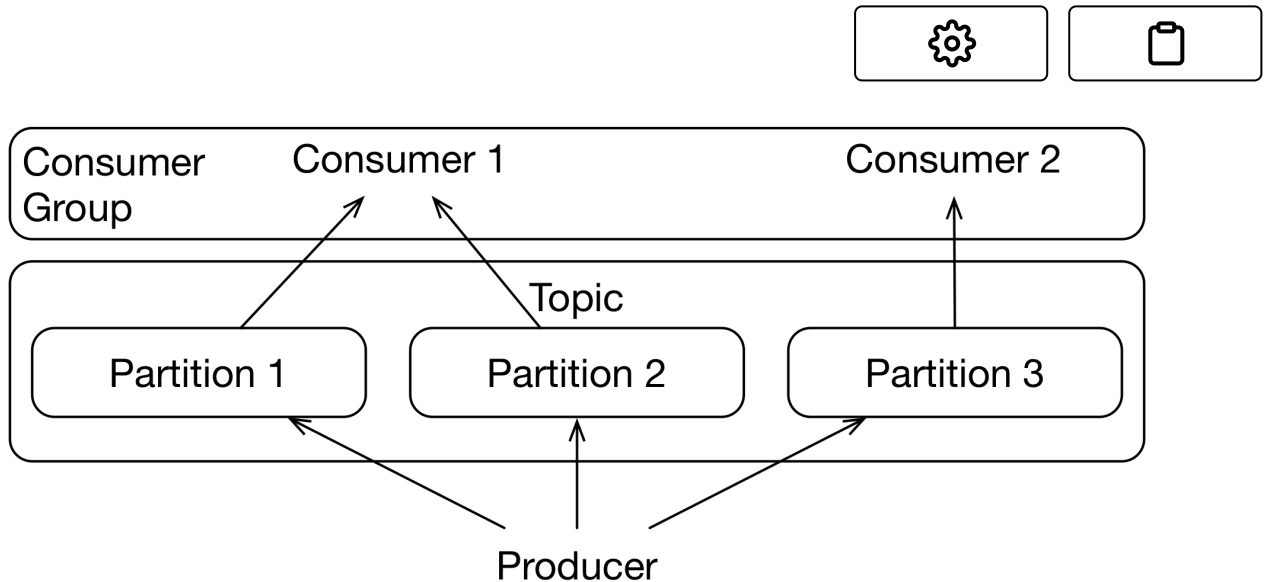 Consumer
Group
Consumer 1
Consumer 2
Topic
Partition 1
Partition 2
Partition 3
Producer